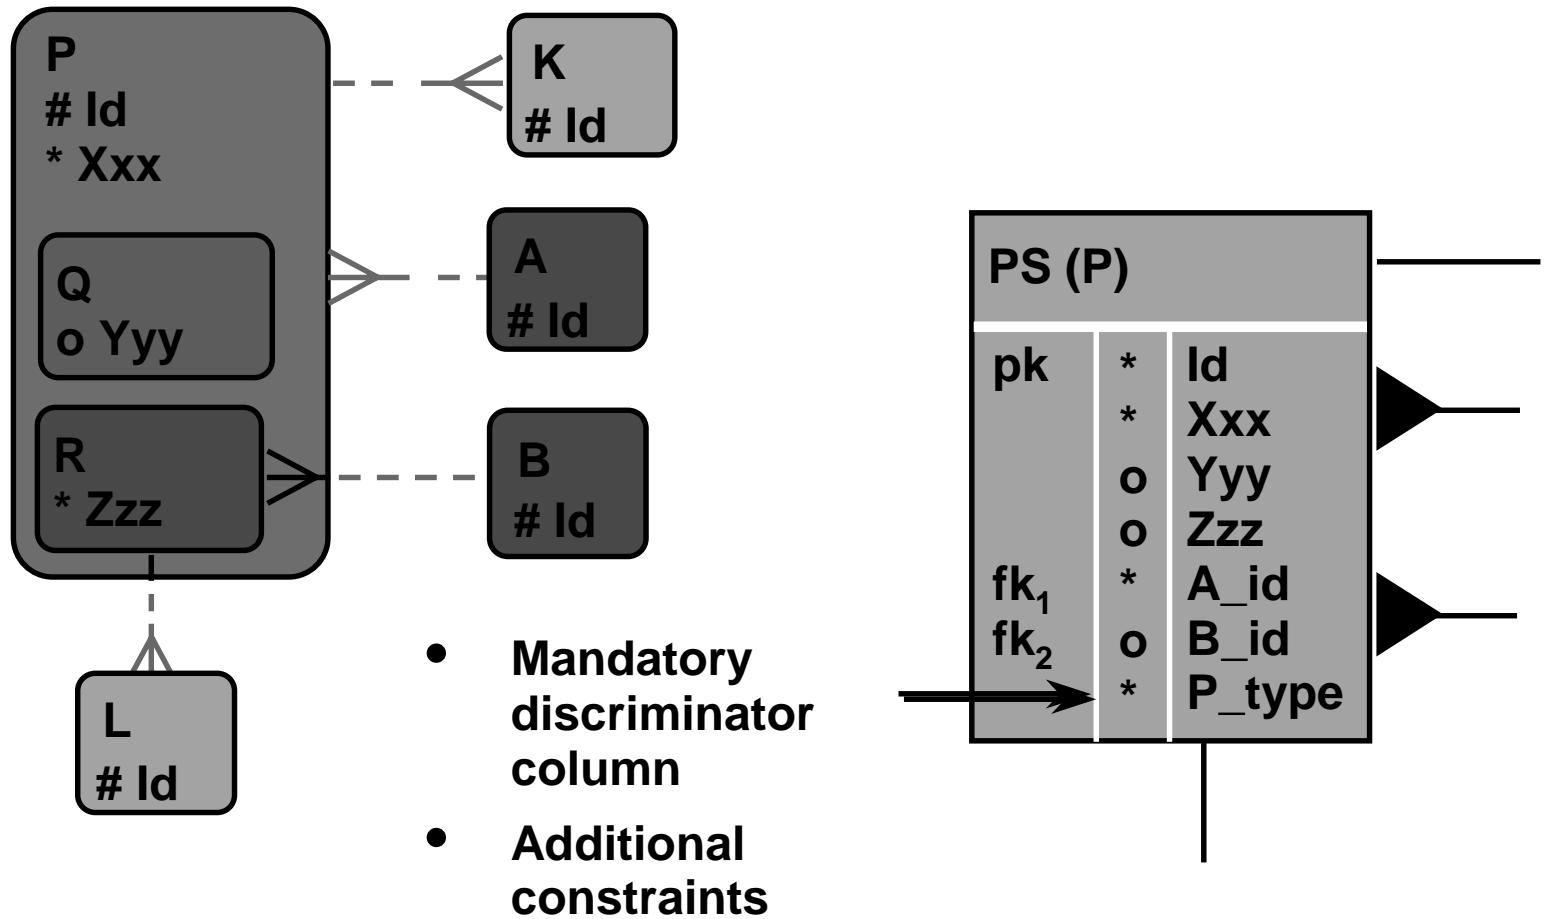 P
# Id
* Xxx
Q
o Yyy
R
* Zzz
K
# Id
A
# Id
B
# Id
L
# Id
• Mandatory
discriminator
column
• Additional
constraints
PS (P)
pk * Id
* Xxx
o Yyy
o Zzz
fk1 * A_id
fk2 o B_id
* P_type